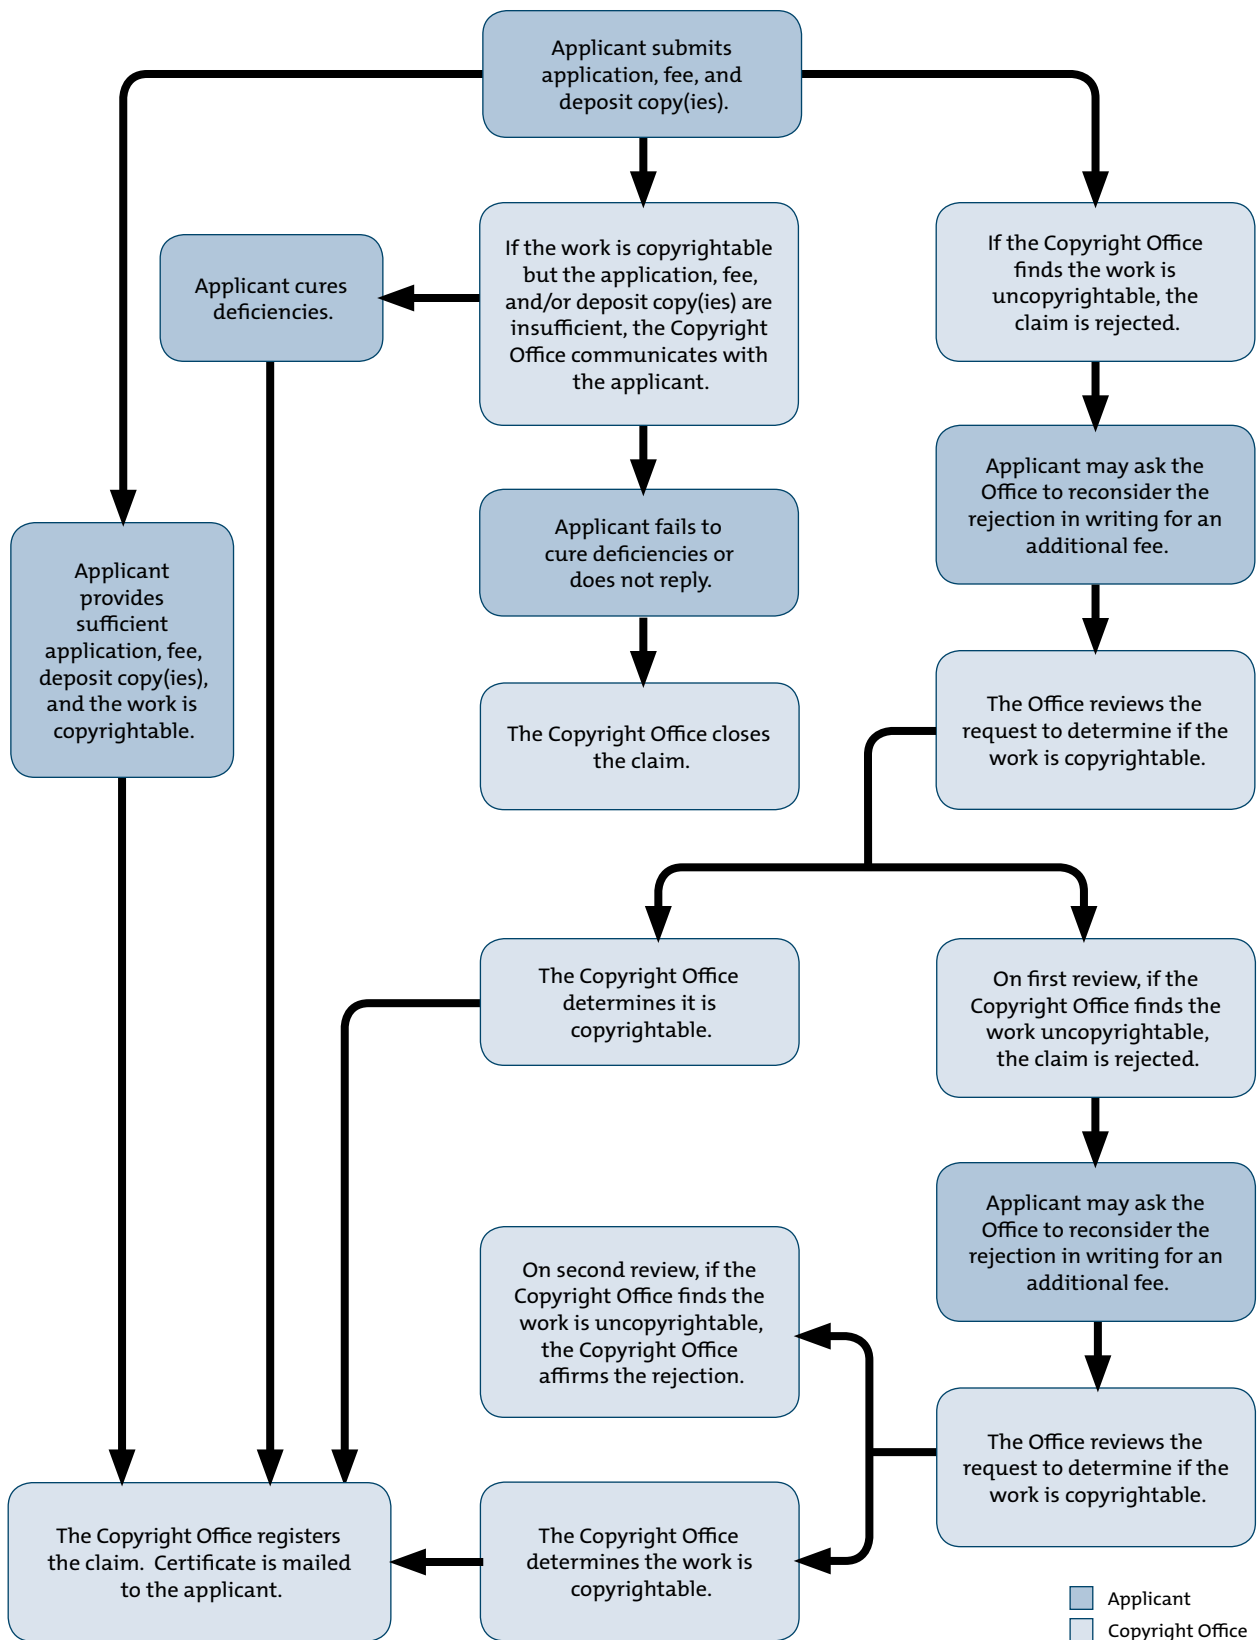 Applicant submits
application, fee, and
deposit copy(ies).
If the work is copyrightable
but the application, fee,
and/or deposit copy(ies) are
insufficient, the Copyright
Office communicates with
the applicant.
If the Copyright Office
finds the work is
uncopyrightable, the
claim is rejected.
Applicant cures
deficiencies.
Applicant may ask the
Office to reconsider the
rejection in writing for an
additional fee.
Applicant fails to
cure deficiencies or
does not reply.
Applicant
provides
sufficient
application, fee,
deposit copy(ies),
and the work is
copyrightable.
The Copyright Office closes
the claim.
The Office reviews the
request to determine if the
work is copyrightable.
The Copyright Office
determines it is
copyrightable.
On first review, if the
Copyright Office finds the
work uncopyrightable,
the claim is rejected.
Applicant may ask the
Office to reconsider the
rejection in writing for an
additional fee.
On second review, if the
Copyright Office finds the
work is uncopyrightable,
the Copyright Office
affirms the rejection.
The Office reviews the
request to determine if the
work is copyrightable.
The Copyright Office
determines the work is
copyrightable.
The Copyright Office registers
the claim.  Certificate is mailed
to the applicant.
Applicant
Copyright Office